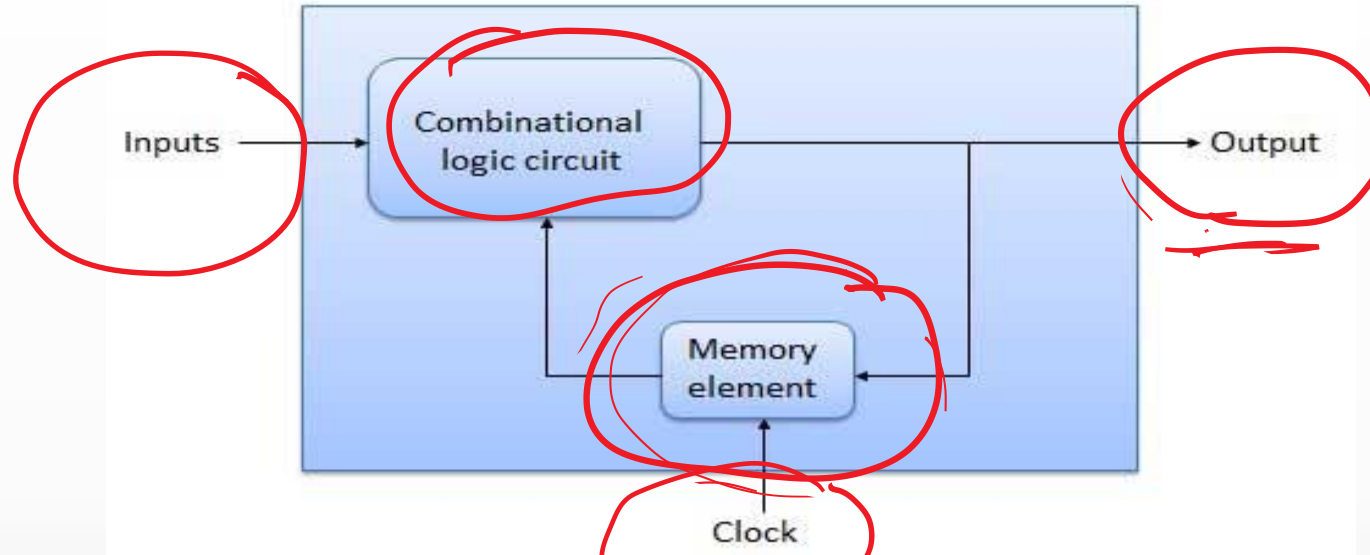 Combinational
logic circuit
Inputs
Output
Memory
element
Clock